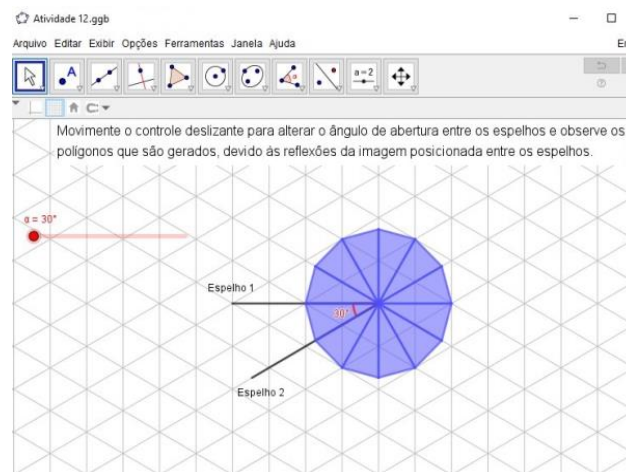 Atividade 12.ggb
Arquivo Editar Exibir Opções Ferramentas Janela Ajuda
A
a=2
Movimente o controle deslizante para alterar o ângulo de abertura entre os espelhos e observe os
polígonos que são gerados, devido às reflexões da imagem posicionada entre os espelhos.
α = 30°
Espelho 1
30°
Espelho 2